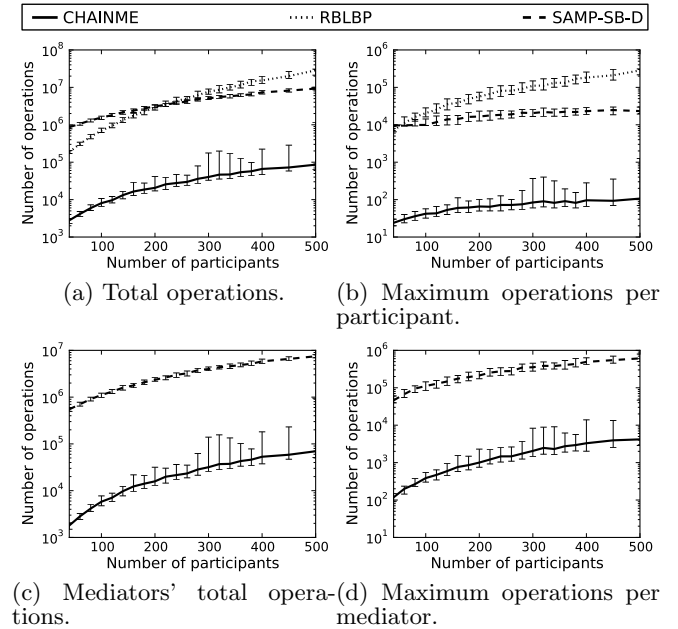 CHAINME RBLBP SAMP-SB-D
10^8
10^7
10^6
10^5
10^4
10^3
Number of operations
100 200 300 400 500
Number of participants
(a) Total operations.
10^6
10^5
10^4
10^3
10^2
10^1
Number of operations
100 200 300 400 500
Number of participants
(b) Maximum operations per
participant.
10^7
10^6
10^5
10^4
10^3
Number of operations
100 200 300 400 500
Number of participants
(c) Mediators' total opera-
tions.
10^6
10^5
10^4
10^3
10^2
10^1
Number of operations
100 200 300 400 500
Number of participants
(d) Maximum operations per
mediator.